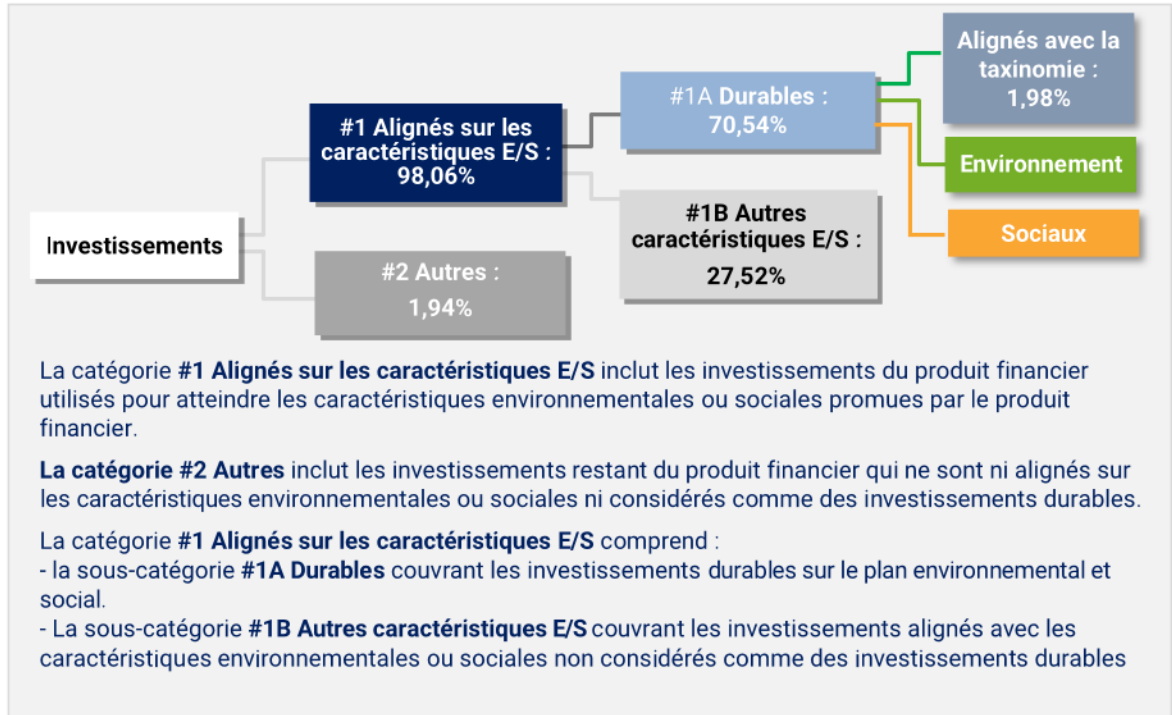 Alignés avec la
taxinomie :
1,98%
#1A Durables :
70,54%
#1 Alignés sur les
caractéristiques E/S :
98,06%
Environnement
#1B Autres
caractéristiques E/S :
27,52%
Sociaux
Investissements
#2 Autres :
1,94%
La catégorie #1 Alignés sur les caractéristiques E/S inclut les investissements du produit financier
utilisés pour atteindre les caractéristiques environnementales ou sociales promues par le produit
financier.
La catégorie #2 Autres inclut les investissements restant du produit financier qui ne sont ni alignés sur
les caractéristiques environnementales ou sociales ni considérés comme des investissements durables.
La catégorie #1 Alignés sur les caractéristiques E/S comprend :
- la sous-catégorie #1A Durables couvrant les investissements durables sur le plan environnemental et
social.
- La sous-catégorie #1B Autres caractéristiques E/S couvrant les investissements alignés avec les
caractéristiques environnementales ou sociales non considérés comme des investissements durables